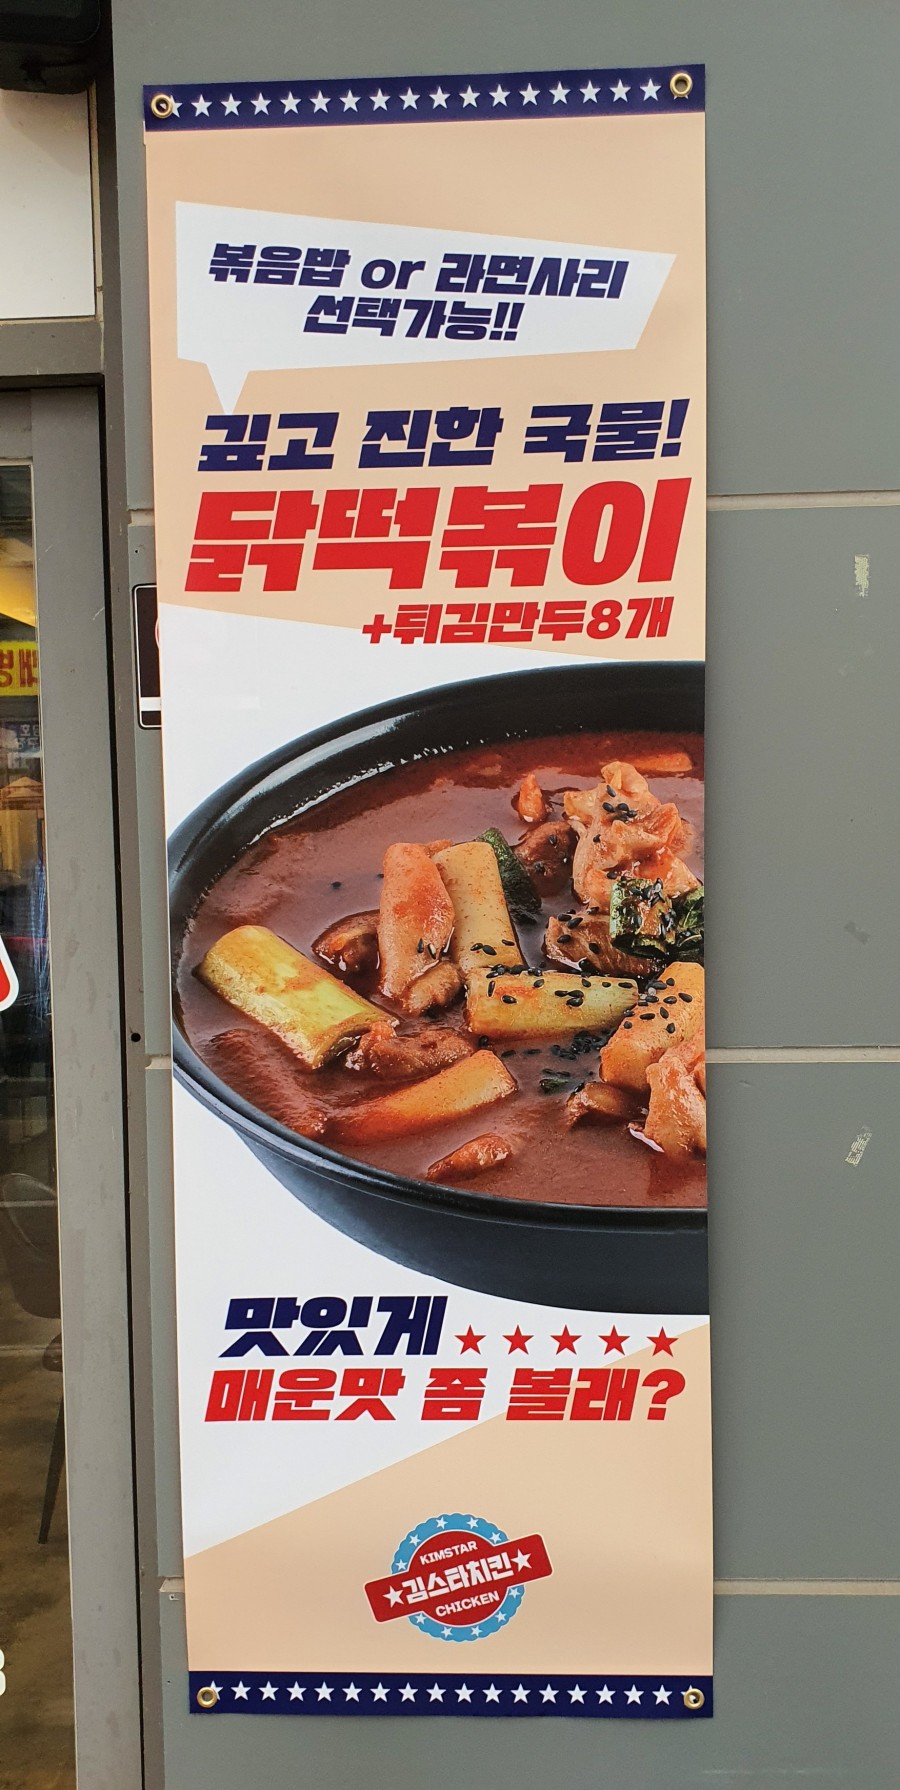 볶음밥 or 라면사리
선택가능!!
깊고 진한 국물!
닭떡볶이
+튀김만두8개
맛있게
매운맛 좀 볼래?
KIMSTAR
김스타치킨
CHICKEN